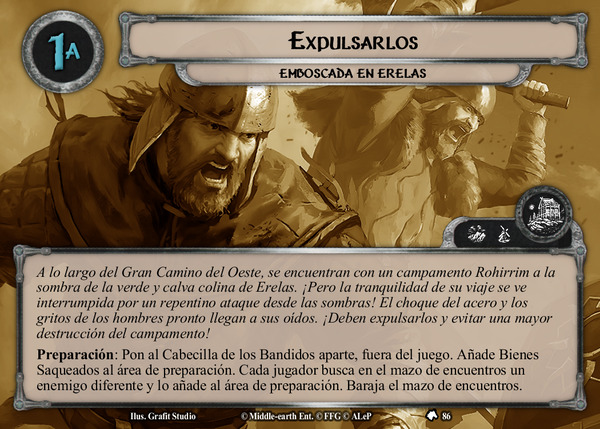 1A
Expulsarlos
EMBOSCADA EN ERELAS
A lo largo del Gran Camino del Oeste, se encuentran con un campamento Rohirrim a la
sombra de la verde y calva colina de Erelas. ¡Pero la tranquilidad de su viaje se ve
interrumpida por un repentino ataque desde las sombras! El choque del acero y los
gritos de los hombres pronto llegan a sus oídos. ¡Deben expulsarlos y evitar una mayor
destrucción del campamento!
Preparación: Pon al Cabecilla de los Bandidos aparte, fuera del juego. Añade Bienes
Saqueados al área de preparación. Cada jugador busca en el mazo de encuentros un
enemigo diferente y lo añade al área de preparación. Baraja el mazo de encuentros.
Ilus. Grafit Studio © Middle-earth Ent. © FFG © ALeP 86